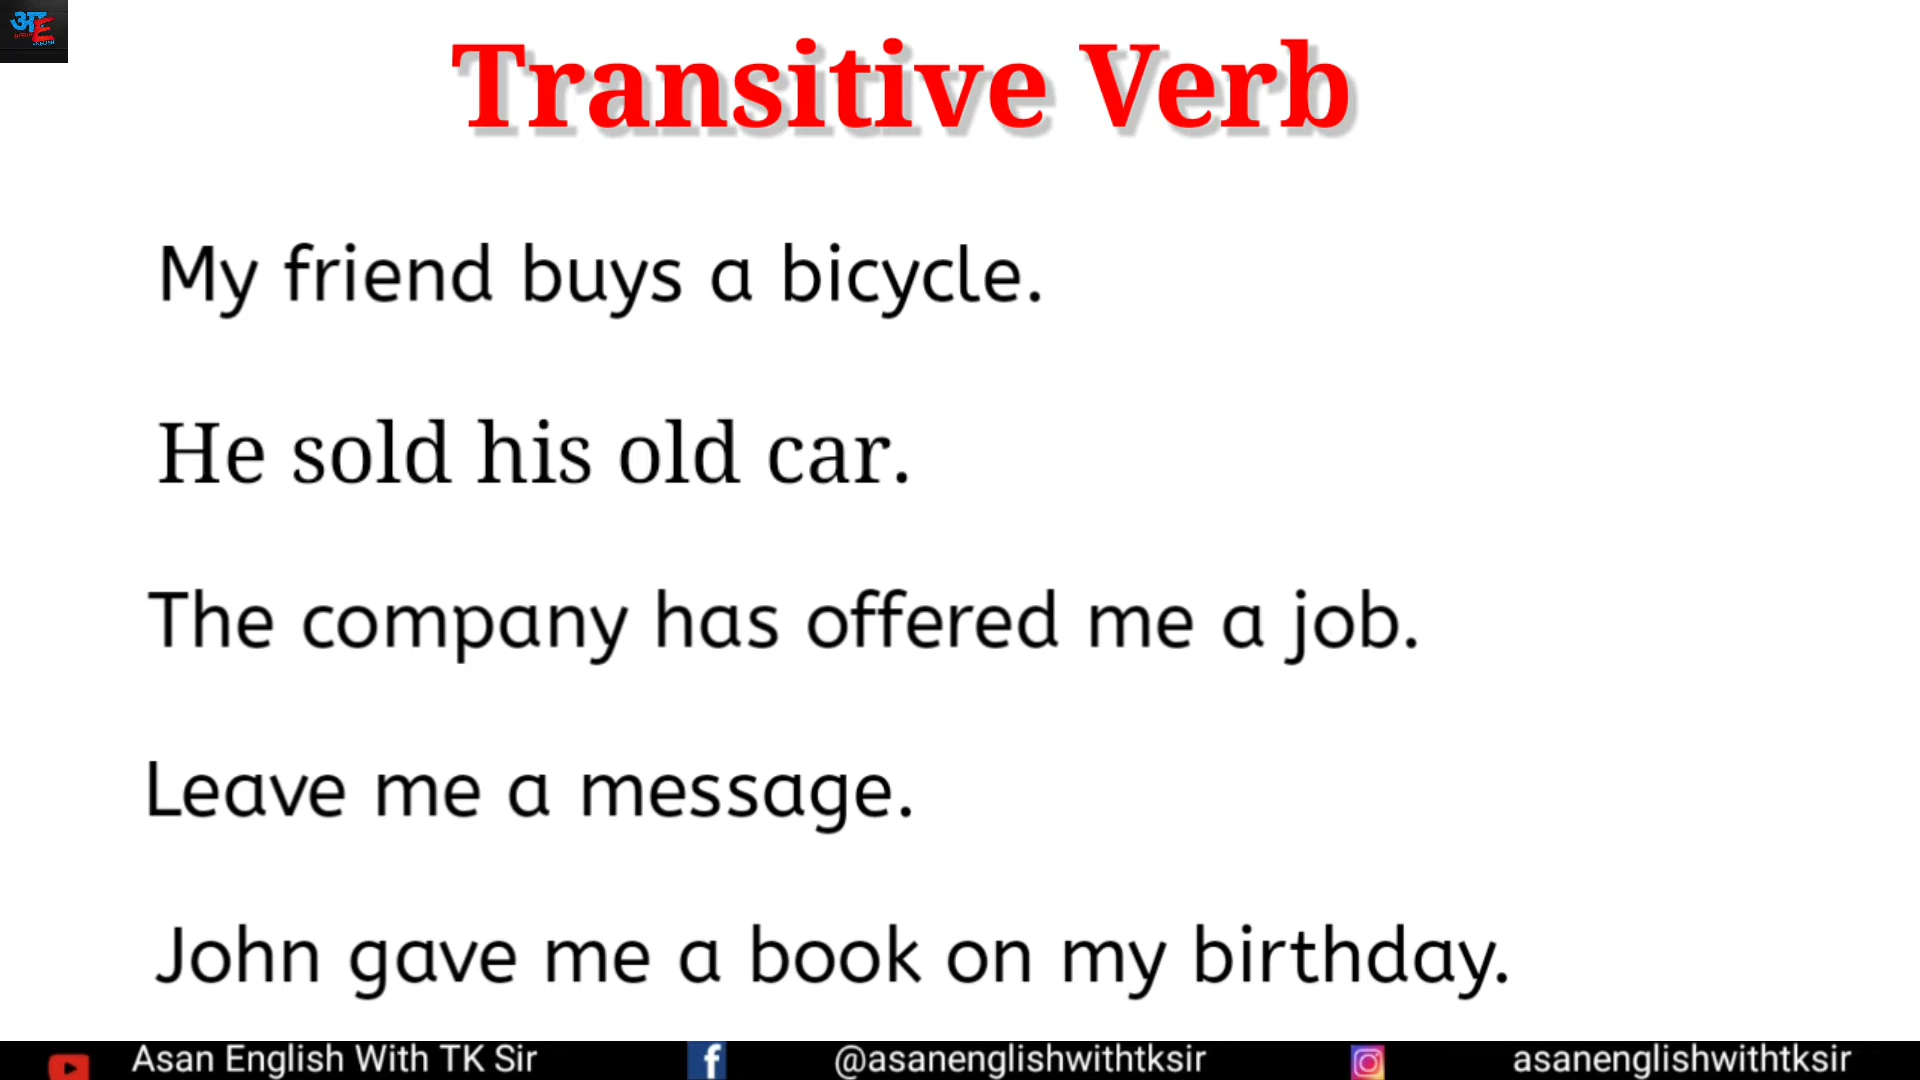 अE
Transitive Verb
My friend buys a bicycle.
He sold his old car.
The company has offered me a job.
Leave me a message.
John gave me a book on my birthday.
Asan English With TK Sir @asanenglishwithtksir asanenglishwithtksir